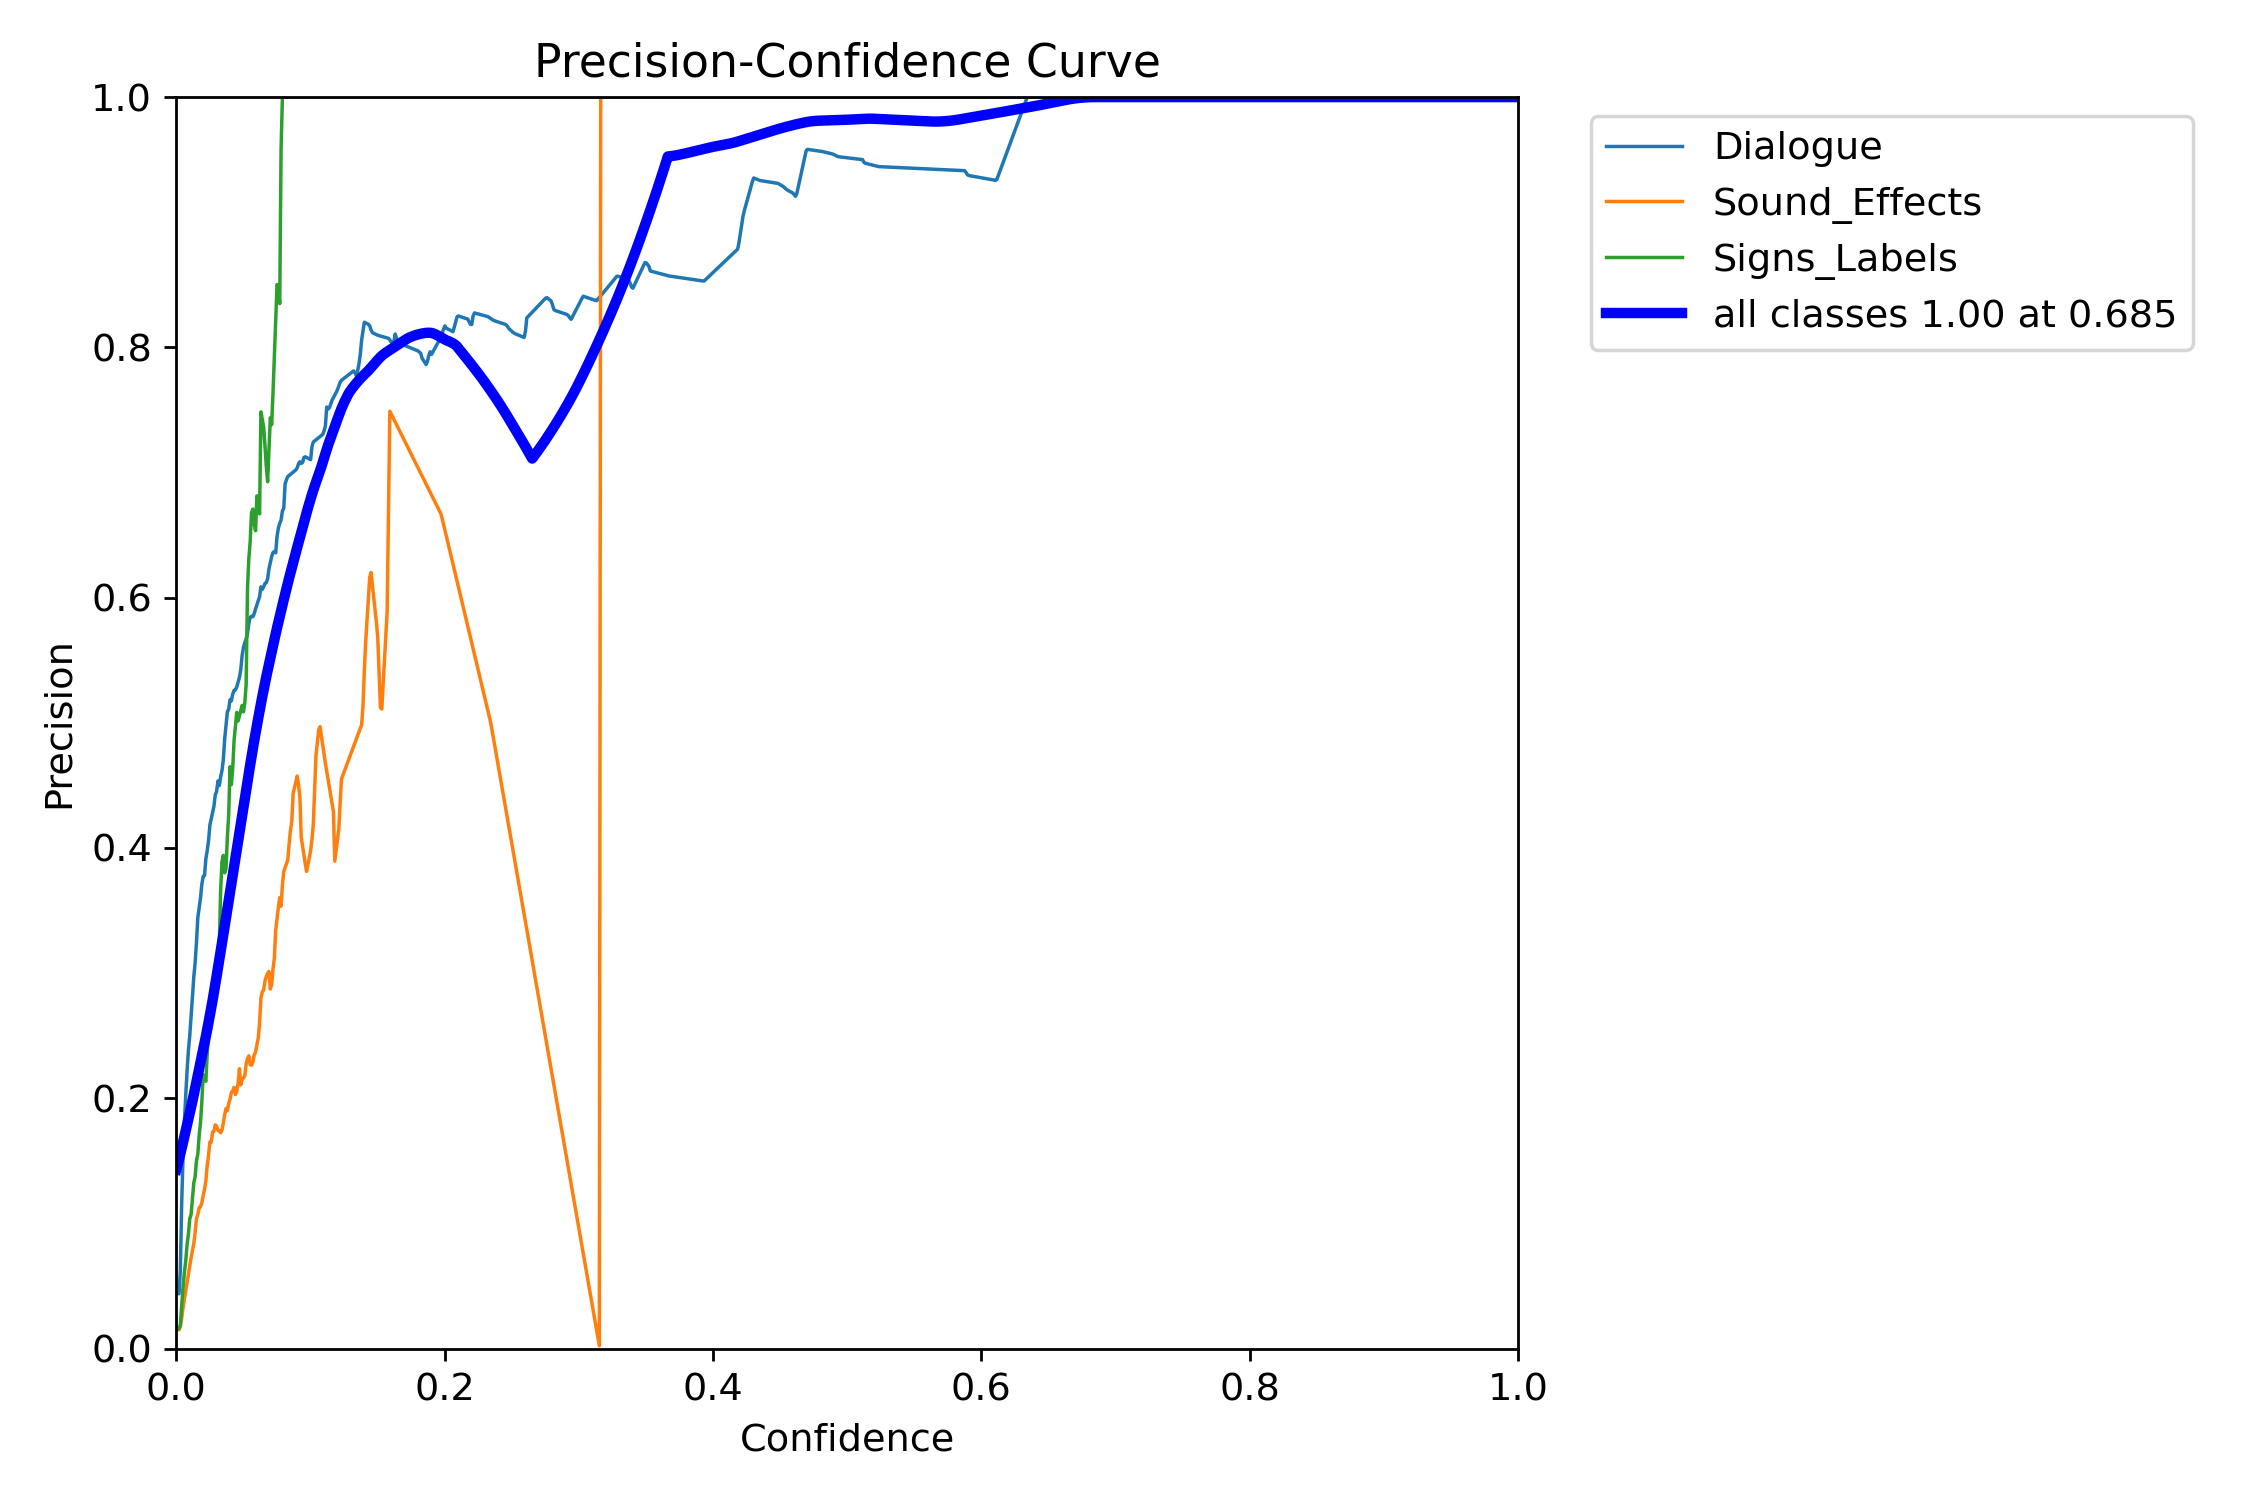 Precision-Confidence Curve
1.0
0.8
0.6
0.4
0.2
0.0
Precision
0.0 0.2 0.4 0.6 0.8 1.0
Confidence
Dialogue
Sound_Effects
Signs_Labels
all classes 1.00 at 0.685